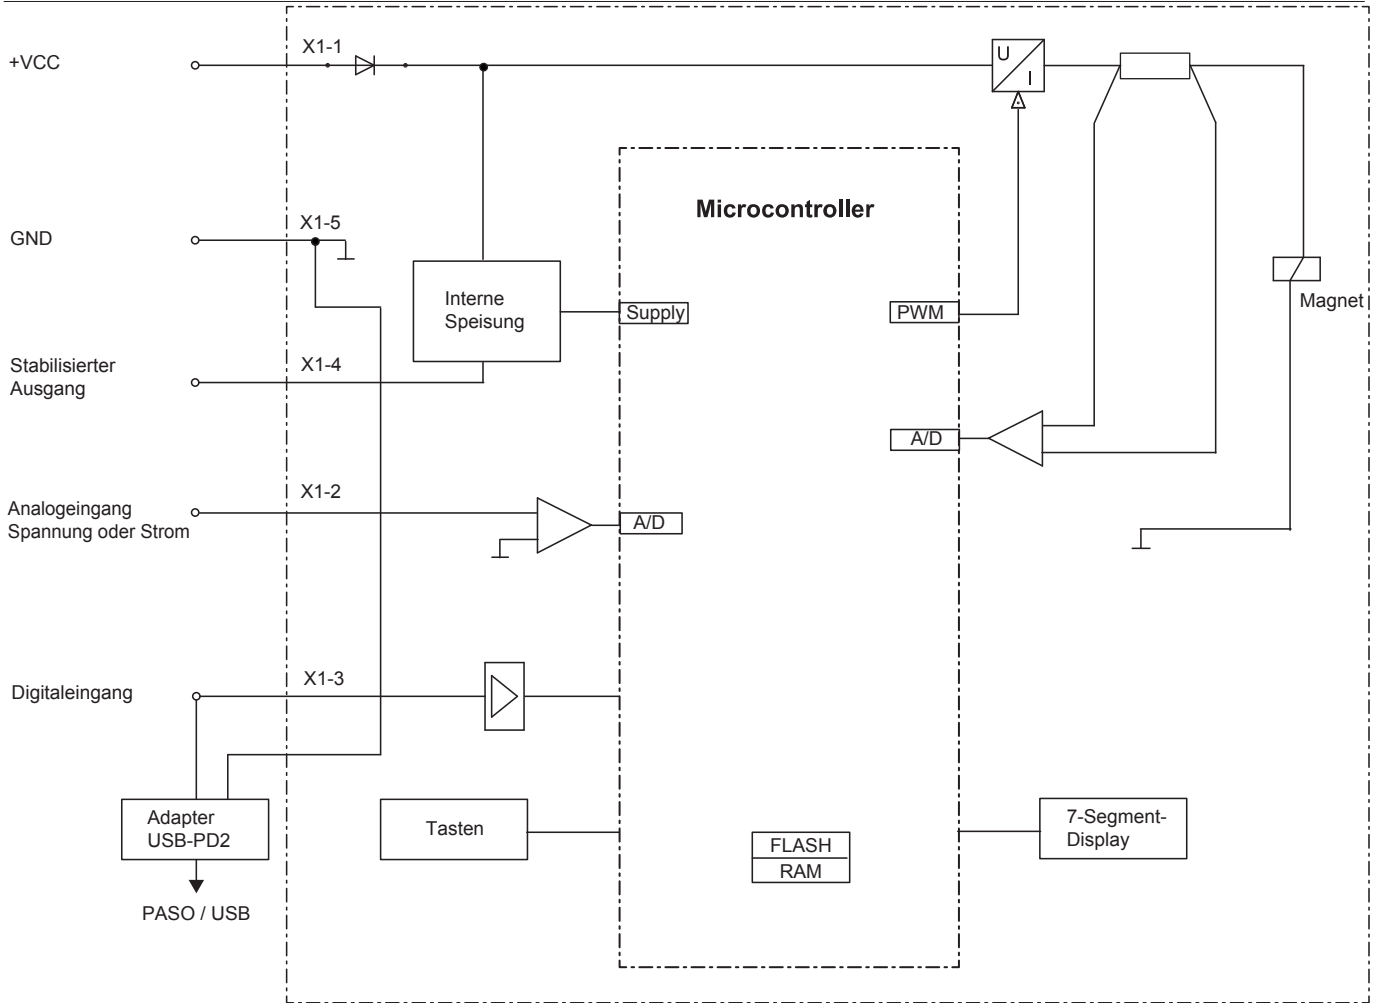 +VCC
X1-1
U
I
Microcontroller
GND
X1-5
Interne
Speisung
Supply
PWM
Magnet
Stabilisierter
Ausgang
X1-4
A/D
Analogeingang
Spannung oder Strom
X1-2
A/D
Digitaleingang
X1-3
Adapter
USB-PD2
Tasten
FLASH
RAM
7-Segment-
Display
PASO / USB